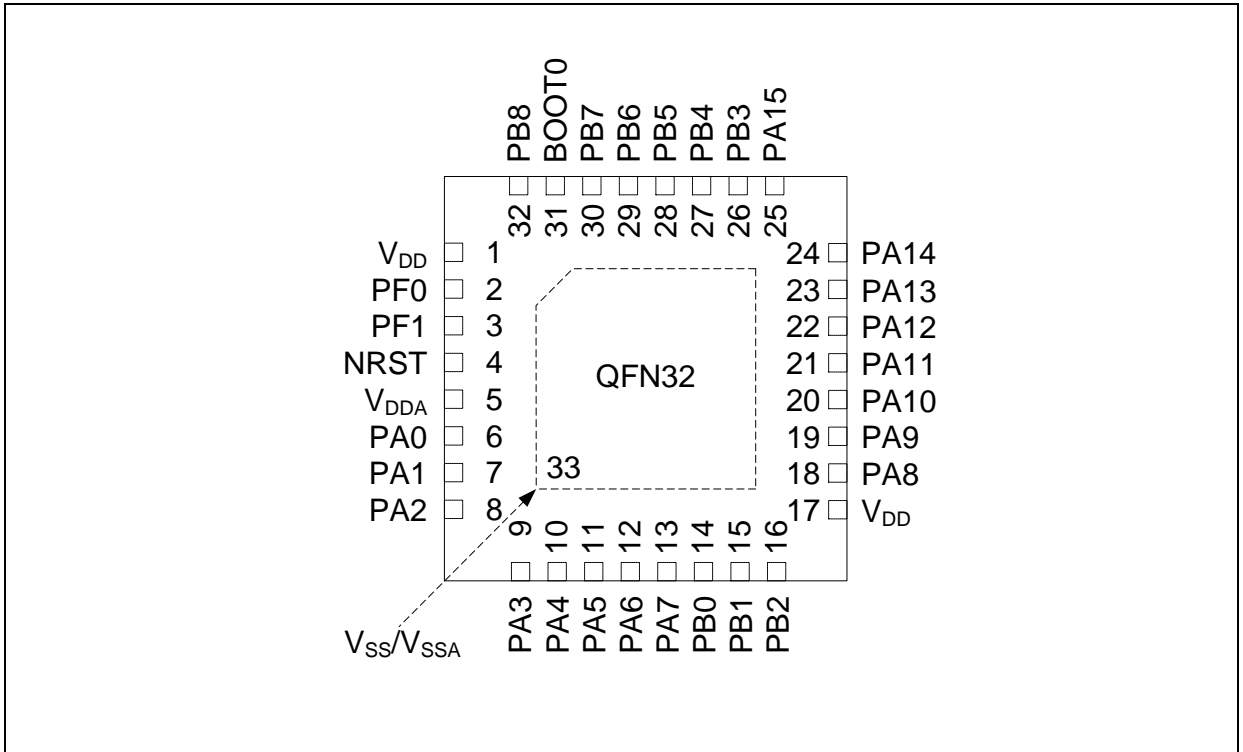 PB8
BOOT0
PB7
PB6
PB5
PB4
PB3
PA15
32
31
30
29
28
27
26
25
VDD 1
PF0 2
PF1 3
NRST 4
VDDA 5
PA0 6
PA1 7
PA2 8
24 PA14
23 PA13
22 PA12
21 PA11
20 PA10
19 PA9
18 PA8
17 VDD
QFN32
33
9
10
11
12
13
14
15
16
PA3
PA4
PA5
PA6
PA7
PB0
PB1
PB2
VSS/VSSA